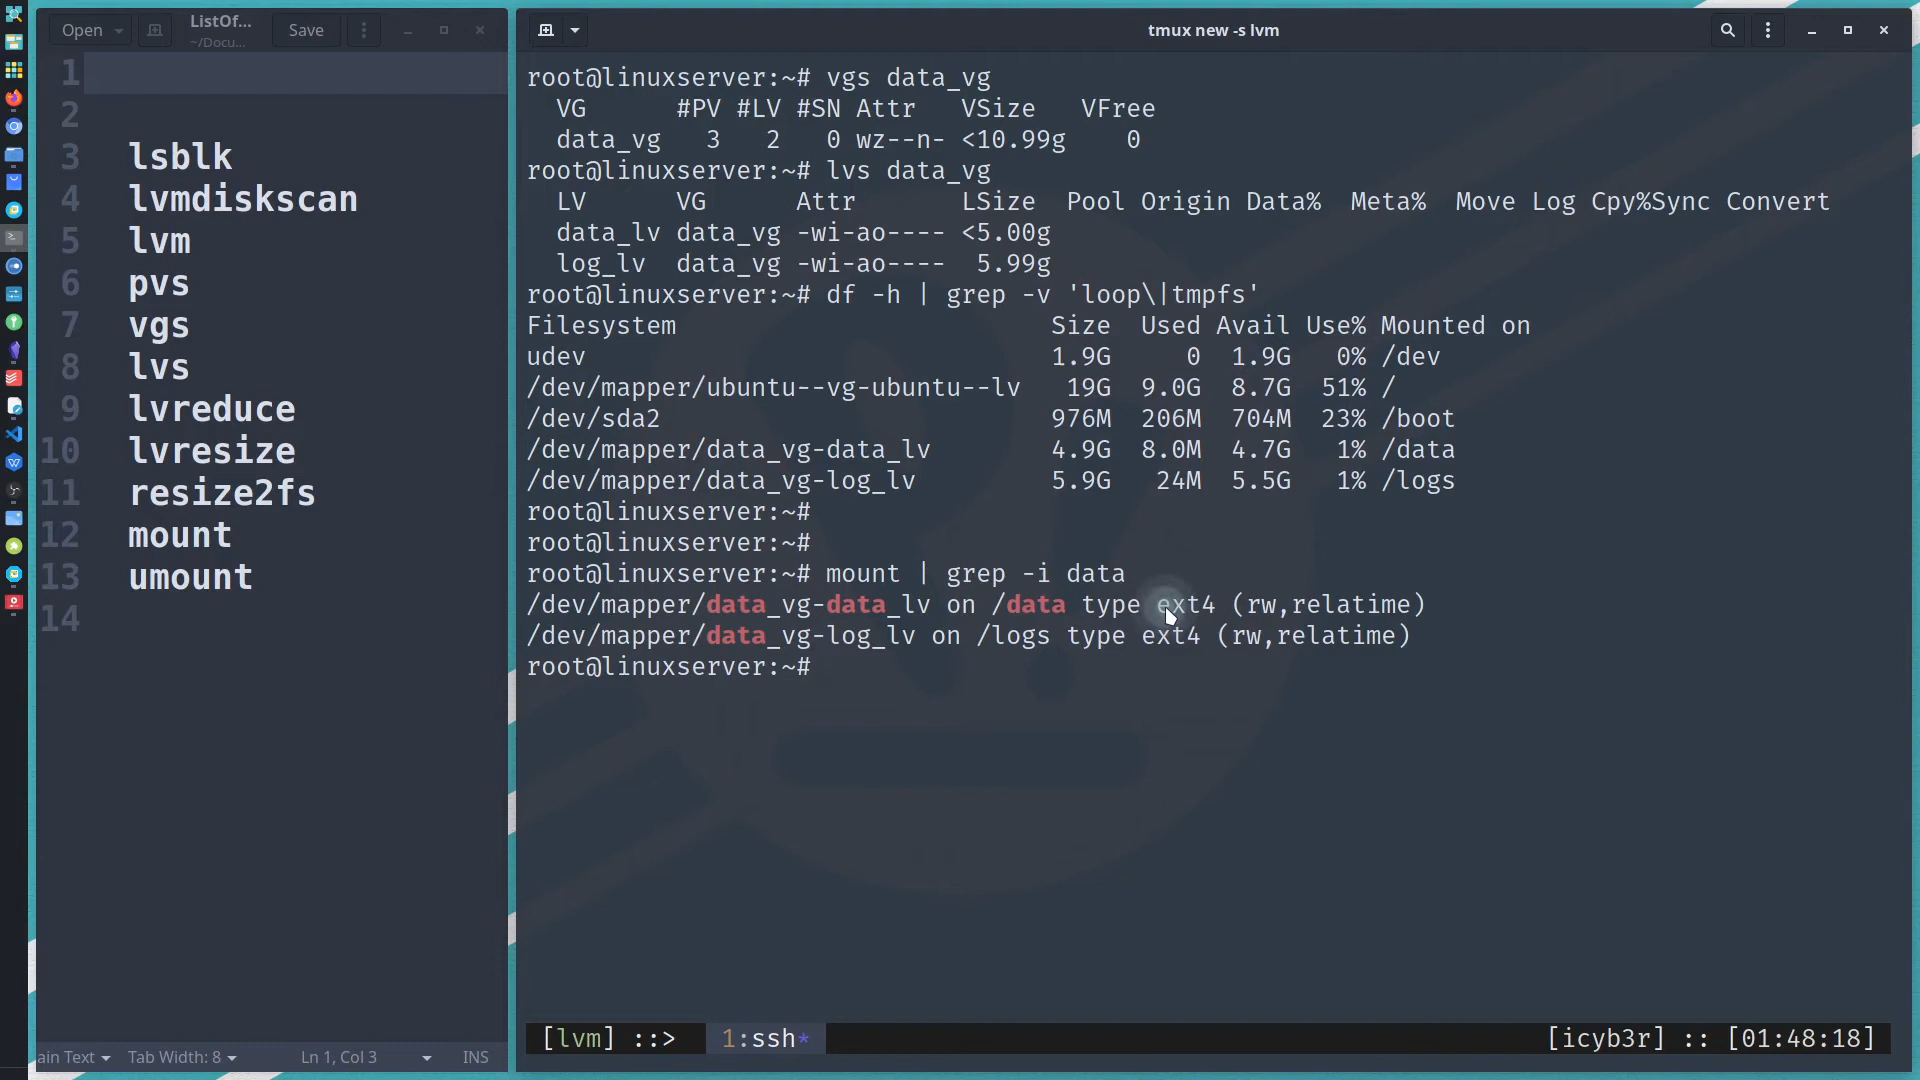 Open
ListOf...
~/Docu...
Save
1
2
3 lsblk
4 lvmdiskscan
5 lvm
6 pvs
7 vgs
8 lvs
9 lvreduce
10 lvresize
11 resize2fs
12 mount
13 umount
14
ain Text Tab Width: 8 Ln 1, Col 3 INS
tmux new -s lvm
root@linuxserver:~# vgs data_vg
  VG      #PV #LV #SN Attr   VSize   VFree
  data_vg   3   2   0 wz--n- <10.99g    0
root@linuxserver:~# lvs data_vg
  LV      VG      Attr       LSize  Pool Origin Data%  Meta%  Move Log Cpy%Sync Convert
  data_lv data_vg -wi-ao---- <5.00g
  log_lv  data_vg -wi-ao----  5.99g
root@linuxserver:~# df -h | grep -v 'loop\|tmpfs'
Filesystem                         Size  Used Avail Use% Mounted on
udev                               1.9G     0  1.9G   0% /dev
/dev/mapper/ubuntu--vg-ubuntu--lv   19G  9.0G  8.7G  51% /
/dev/sda2                          976M  206M  704M  23% /boot
/dev/mapper/data_vg-data_lv        4.9G  8.0M  4.7G   1% /data
/dev/mapper/data_vg-log_lv         5.9G   24M  5.5G   1% /logs
root@linuxserver:~#
root@linuxserver:~#
root@linuxserver:~# mount | grep -i data
/dev/mapper/data_vg-data_lv on /data type ext4 (rw,relatime)
/dev/mapper/data_vg-log_lv on /logs type ext4 (rw,relatime)
root@linuxserver:~#
[lvm] ::> 1:ssh* [icyb3r] :: [01:48:18]